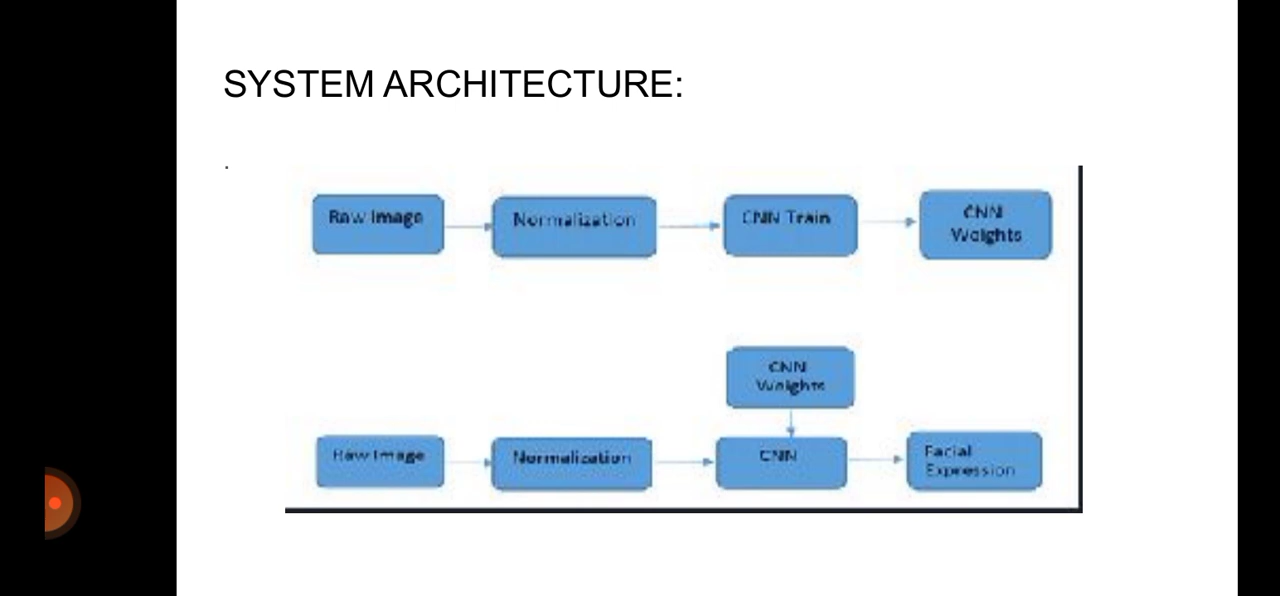 SYSTEM ARCHITECTURE:
.
Raw Image
Normalization
CNN Train
CNN
Weights
CNN
Weights
Raw Image
Normalization
CNN
Facial
Expression